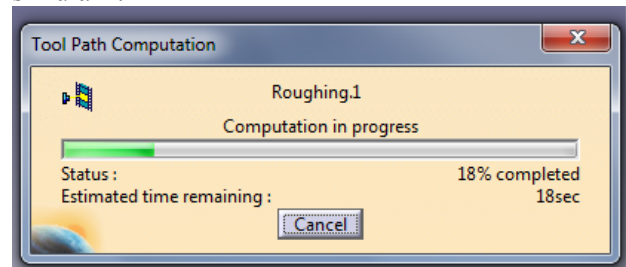 Tool Path Computation
Roughing.1
Computation in progress
Status : 18% completed
Estimated time remaining : 18sec
Cancel